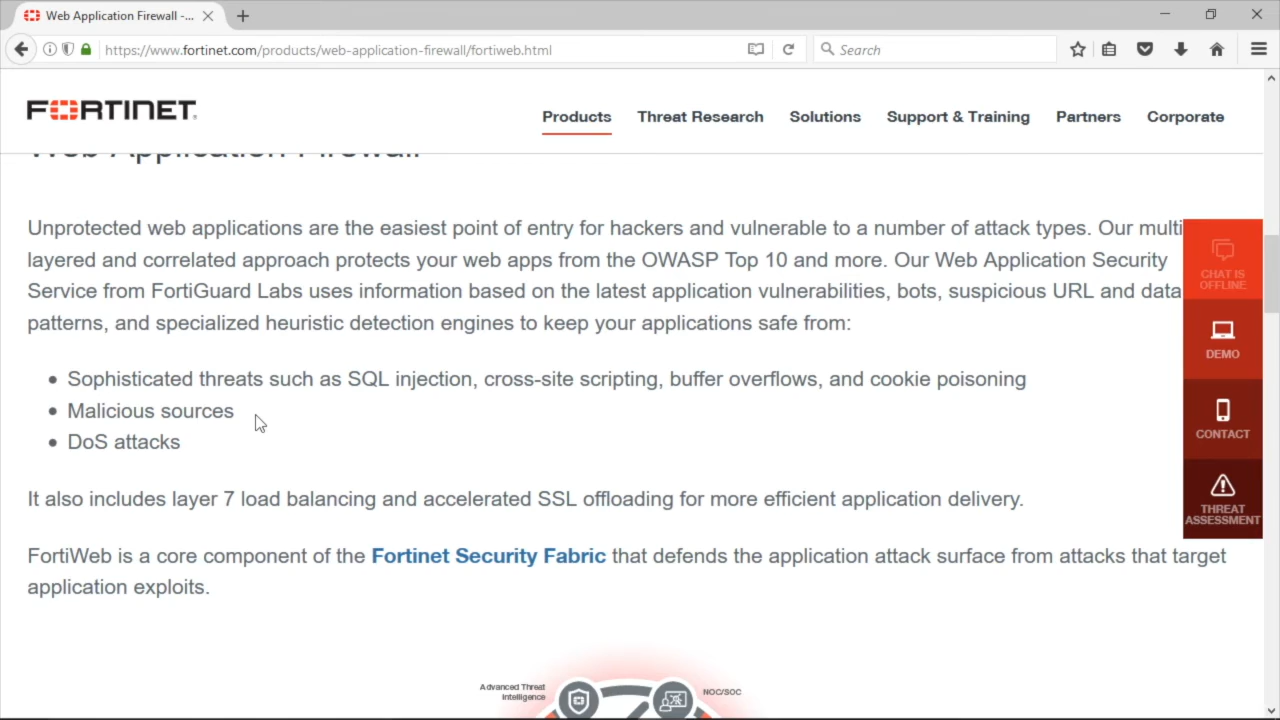 Web Application Firewall -...
https://www.fortinet.com/products/web-application-firewall/fortiweb.html
Search
FORTINET
Products
Threat Research
Solutions
Support & Training
Partners
Corporate
Web Application Firewall
Unprotected web applications are the easiest point of entry for hackers and vulnerable to a number of attack types. Our multi
layered and correlated approach protects your web apps from the OWASP Top 10 and more. Our Web Application Security
Service from FortiGuard Labs uses information based on the latest application vulnerabilities, bots, suspicious URL and data
patterns, and specialized heuristic detection engines to keep your applications safe from:
• Sophisticated threats such as SQL injection, cross-site scripting, buffer overflows, and cookie poisoning
• Malicious sources
• DoS attacks
It also includes layer 7 load balancing and accelerated SSL offloading for more efficient application delivery.
FortiWeb is a core component of the Fortinet Security Fabric that defends the application attack surface from attacks that target
application exploits.
CHAT IS
OFFLINE
DEMO
CONTACT
THREAT
ASSESSMENT
Advanced Threat
Intelligence
NOC/SOC